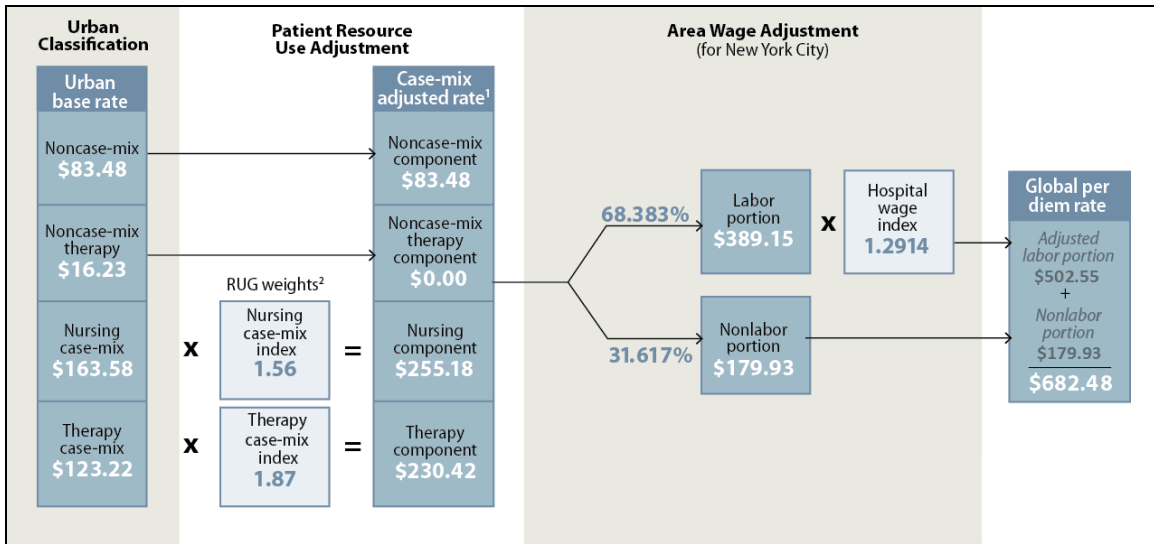 Urban
Classification
Patient Resource
Use Adjustment
Area Wage Adjustment
(for New York City)
Urban
base rate
Noncase-mix
$83.48
Noncase-mix
therapy
$16.23
Nursing
case-mix
$163.58
Therapy
case-mix
$123.22
RUG weights²
x
Nursing
case-mix
index
1.56
=
x
Therapy
case-mix
index
1.87
=
Case-mix
adjusted rate¹
Noncase-mix
component
$83.48
Noncase-mix
therapy
component
$0.00
Nursing
component
$255.18
Therapy
component
$230.42
68.383%
Labor
portion
$389.15
x
Hospital
wage
index
1.2914
31.617%
Nonlabor
portion
$179.93
Global per
diem rate
Adjusted
labor portion
$502.55
+
Nonlabor
portion
$179.93
$682.48